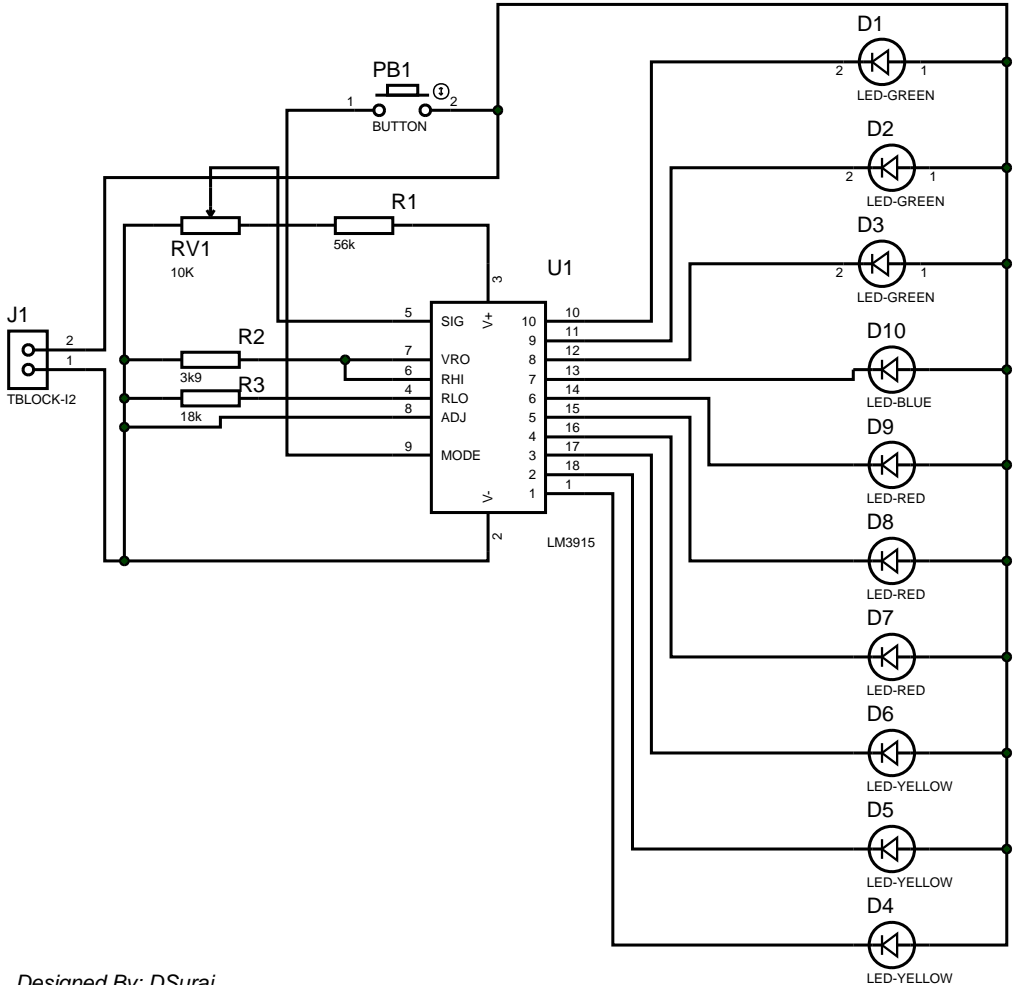 D1
2 1
LED-GREEN
PB1
1 2
BUTTON
D2
2 1
LED-GREEN
R1
56k
RV1
10K
D3
2 1
LED-GREEN
U1
J1
2
1
TBLOCK-I2
R2
3k9
R3
18k
3
V+
5 SIG
7 VRO
6 RHI
4 RLO
8 ADJ
9 MODE
V-
2
10 10
9 11
8 12
7 13
6 14
5 15
4 16
3 17
2 18
1 1
LM3915
D10
LED-BLUE
D9
LED-RED
D8
LED-RED
D7
LED-RED
D6
LED-YELLOW
D5
LED-YELLOW
D4
LED-YELLOW
Designed By: DSuraj